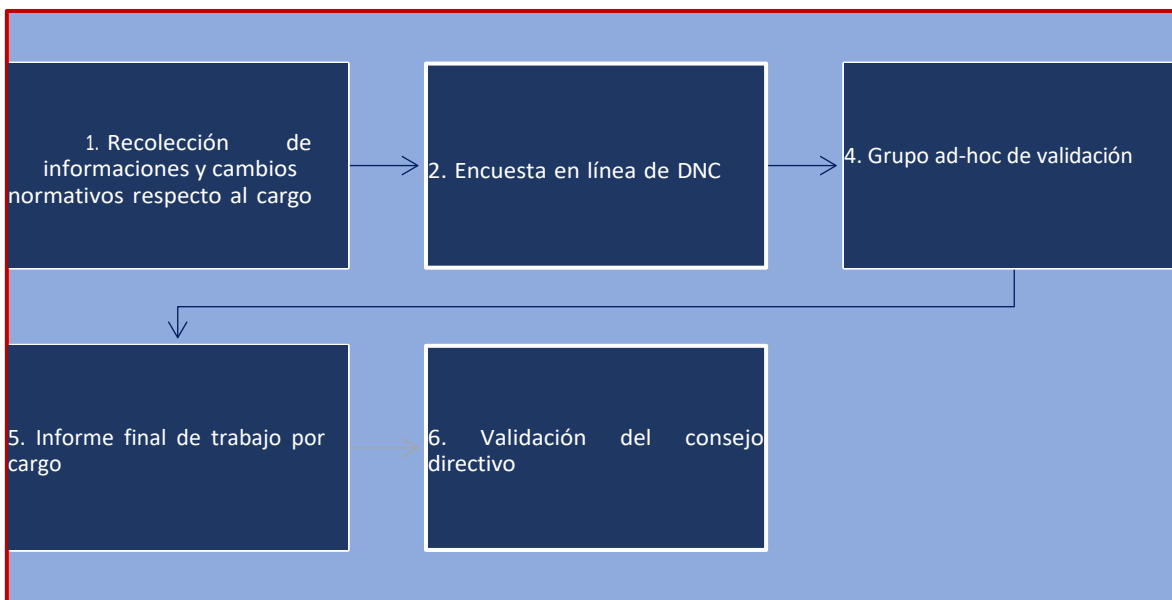 1. Recolección de
informaciones y cambios
normativos respecto al cargo
2. Encuesta en línea de DNC
4. Grupo ad-hoc de validación
5. Informe final de trabajo por
cargo
6. Validación del consejo
directivo